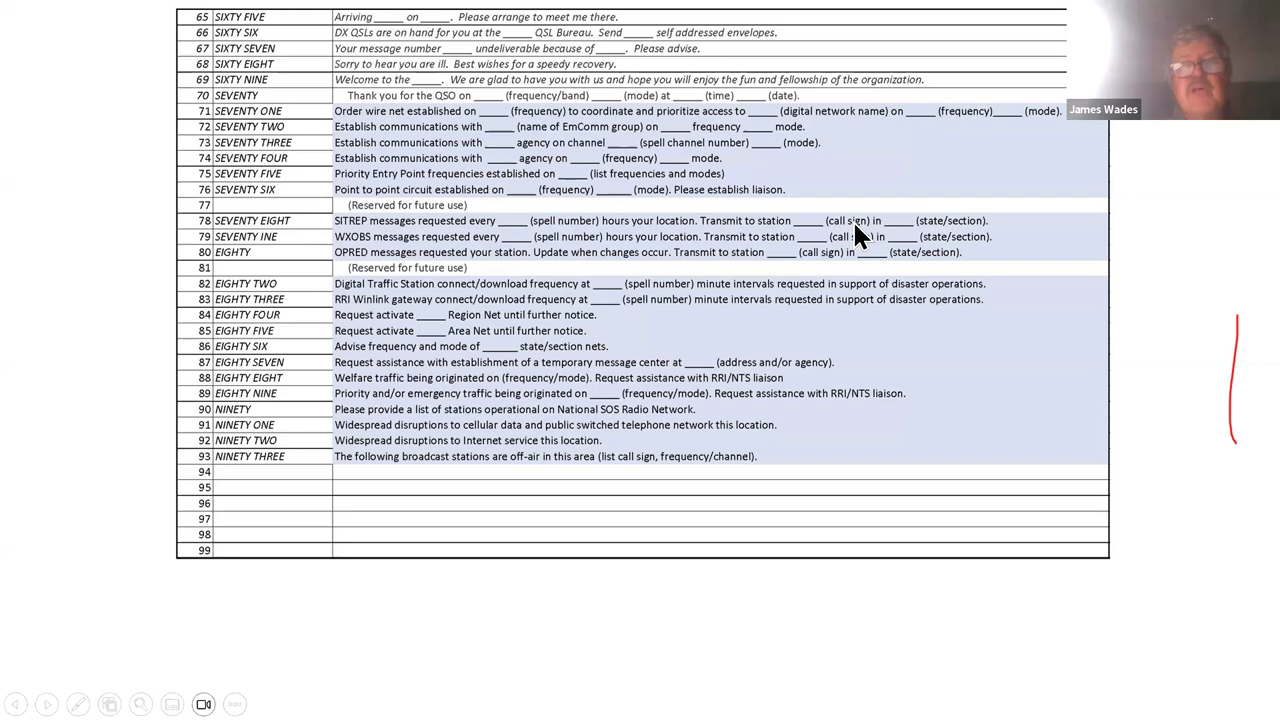 65 SIXTY FIVE Arriving _____ on _____. Please arrange to meet me there.
66 SIXTY SIX DX QSLs are on hand for you at the _____ QSL Bureau. Send _____ self addressed envelopes.
67 SIXTY SEVEN Your message number _____ undeliverable because of _____. Please advise.
68 SIXTY EIGHT Sorry to hear you are ill. Best wishes for a speedy recovery.
69 SIXTY NINE Welcome to the _____. We are glad to have you with us and hope you will enjoy the fun and fellowship of the organization.
70 SEVENTY Thank you for the QSO on _____ (frequency/band) _____ (mode) at _____ (time) _____ (date).
71 SEVENTY ONE Order wire net established on _____ (frequency) to coordinate and prioritize access to _____ (digital network name) on _____ (frequency)_____ (mode).
James Wades
72 SEVENTY TWO Establish communications with _____ (name of EmComm group) on _____ frequency _____ mode.
73 SEVENTY THREE Establish communications with _____ agency on channel _____ (spell channel number) _____ (mode).
74 SEVENTY FOUR Establish communications with _____ agency on _____ (frequency) _____ mode.
75 SEVENTY FIVE Priority Entry Point frequencies established on _____ (list frequencies and modes)
76 SEVENTY SIX Point to point circuit established on _____ (frequency) ______ (mode). Please establish liaison.
77 (Reserved for future use)
78 SEVENTY EIGHT SITREP messages requested every _____ (spell number) hours your location. Transmit to station _____ (call sign) in _____ (state/section).
79 SEVENTY INE WXOBS messages requested every _____ (spell number) hours your location. Transmit to station _____ (call sign) in _____ (state/section).
80 EIGHTY OPRED messages requested your station. Update when changes occur. Transmit to station _____ (call sign) in _____ (state/section).
81 (Reserved for future use)
82 EIGHTY TWO Digital Traffic Station connect/download frequency at _____ (spell number) minute intervals requested in support of disaster operations.
83 EIGHTY THREE RRI Winlink gateway connect/download frequency at _____ (spell number) minute intervals requested in support of disaster operations.
84 EIGHTY FOUR Request activate _____ Region Net until further notice.
85 EIGHTY FIVE Request activate _____ Area Net until further notice.
86 EIGHTY SIX Advise frequency and mode of ______ state/section nets.
87 EIGHTY SEVEN Request assistance with establishment of a temporary message center at _____ (address and/or agency).
88 EIGHTY EIGHT Welfare traffic being originated on (frequency/mode). Request assistance with RRI/NTS liaison
89 EIGHTY NINE Priority and/or emergency traffic being originated on _____ (frequency/mode). Request assistance with RRI/NTS liaison.
90 NINETY Please provide a list of stations operational on National SOS Radio Network.
91 NINETY ONE Widespread disruptions to cellular data and public switched telephone network this location.
92 NINETY TWO Widespread disruptions to Internet service this location.
93 NINETY THREE The following broadcast stations are off-air in this area (list call sign, frequency/channel).
94
95
96
97
98
99